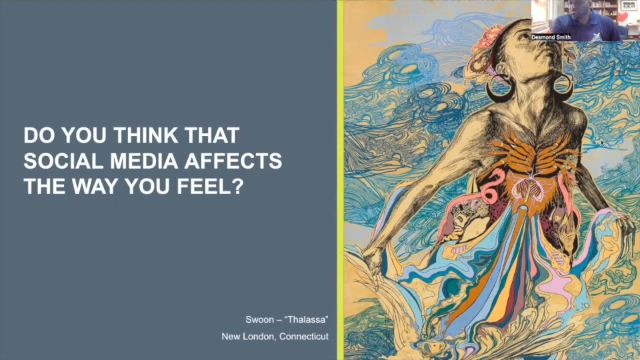 DO YOU THINK THAT
SOCIAL MEDIA AFFECTS
THE WAY YOU FEEL?
Swoon – “Thalassa”
New London, Connecticut
Desmond Smith